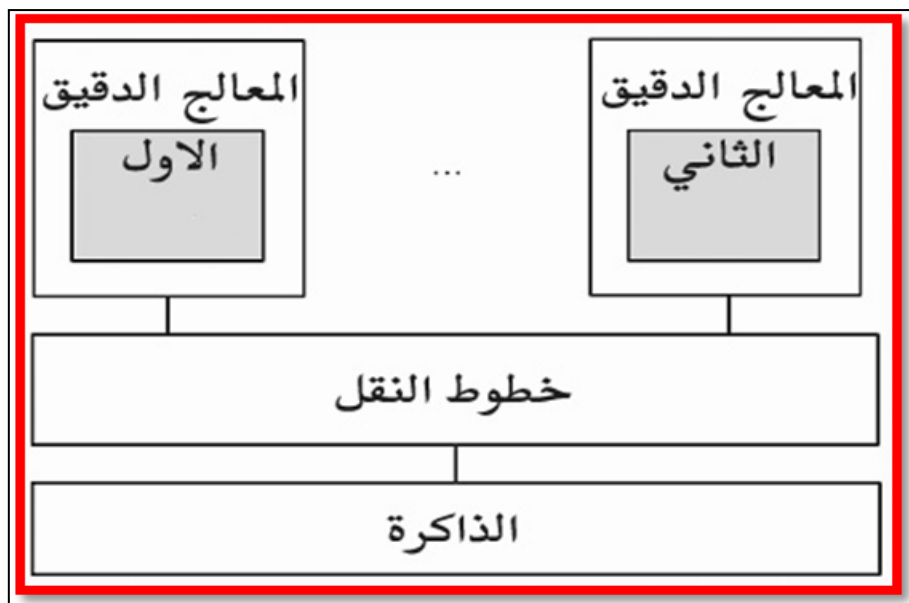 المعالج الدقيق
الثاني
...
المعالج الدقيق
الاول
خطوط النقل
الذاكرة